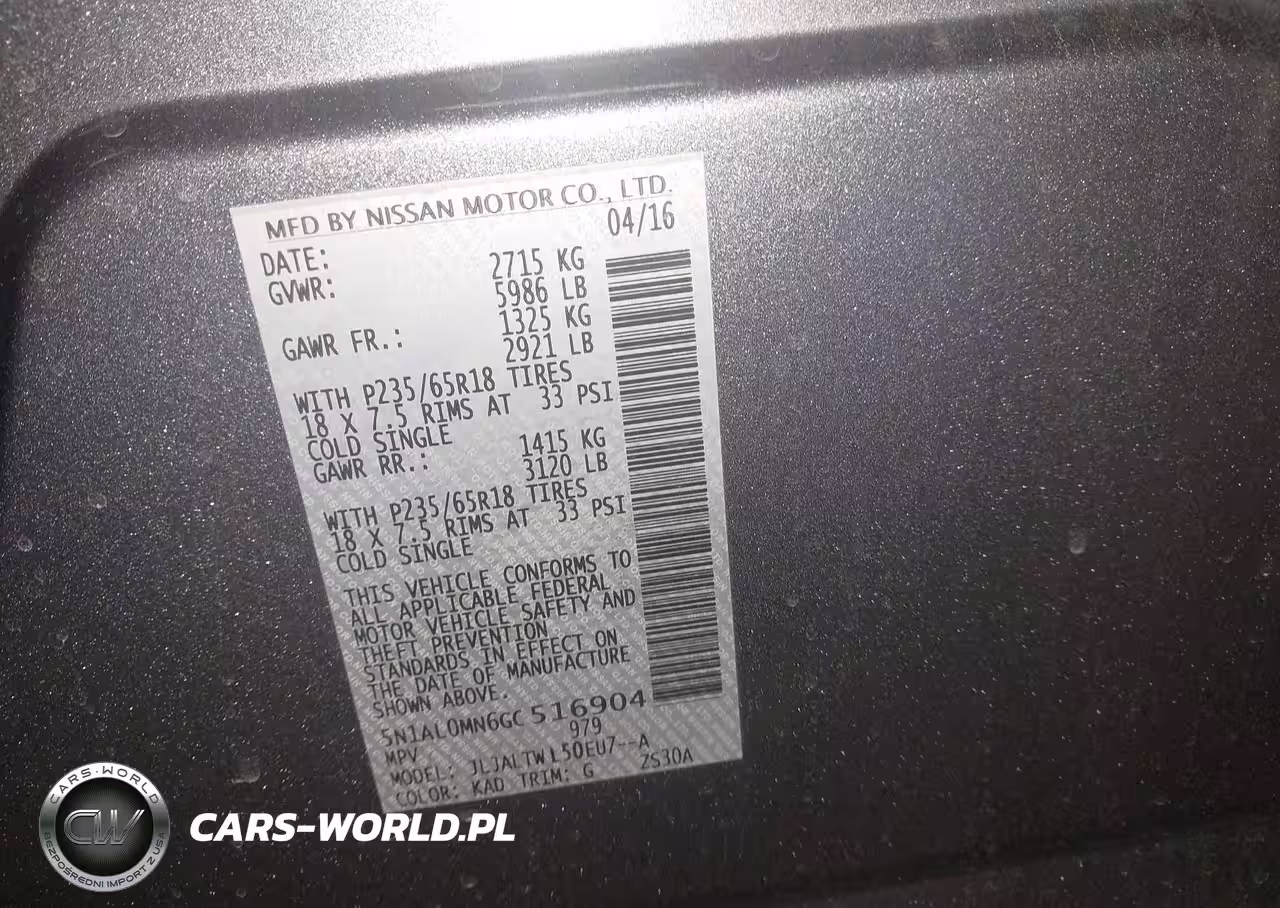 MFD BY NISSAN MOTOR CO., LTD.
DATE: 04/16
GVWR: 2715 KG
5986 LB
GAWR FR.: 1325 KG
2921 LB
WITH P235/65R18 TIRES
18 X 7.5 RIMS AT 33 PSI
COLD SINGLE
GAWR RR.: 1415 KG
3120 LB
WITH P235/65R18 TIRES
18 X 7.5 RIMS AT 33 PSI
COLD SINGLE
THIS VEHICLE CONFORMS TO
ALL APPLICABLE FEDERAL
MOTOR VEHICLE SAFETY AND
THEFT PREVENTION
STANDARDS IN EFFECT ON
THE DATE OF MANUFACTURE
SHOWN ABOVE.
5N1AL0MN6GC516904
MPV 979
MODEL: JLJALTWL50EU7--A
COLOR: KAD TRIM: G ZS30A
CARS-WORLD
CW
BEZPOŚREDNI IMPORT Z USA
CARS-WORLD.PL